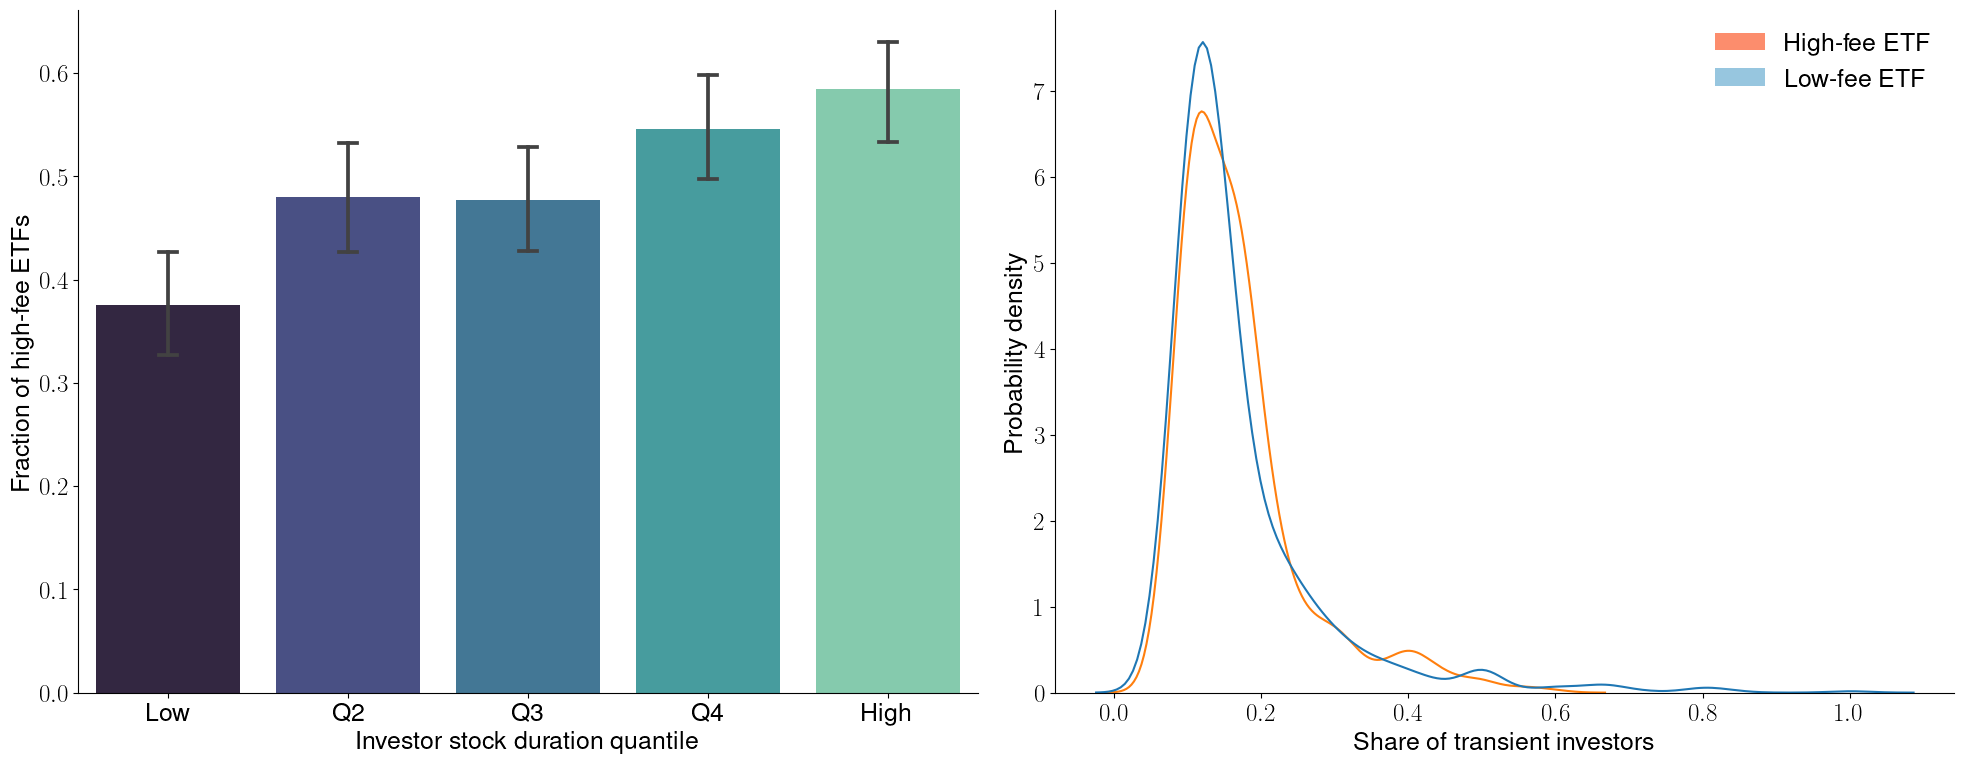 Fraction of high-fee ETFs
0.6
0.5
0.4
0.3
0.2
0.1
0.0
Low Q2 Q3 Q4 High
Investor stock duration quantile
High-fee ETF
Low-fee ETF
Probability density
7
6
5
4
3
2
1
0
0.0 0.2 0.4 0.6 0.8 1.0
Share of transient investors